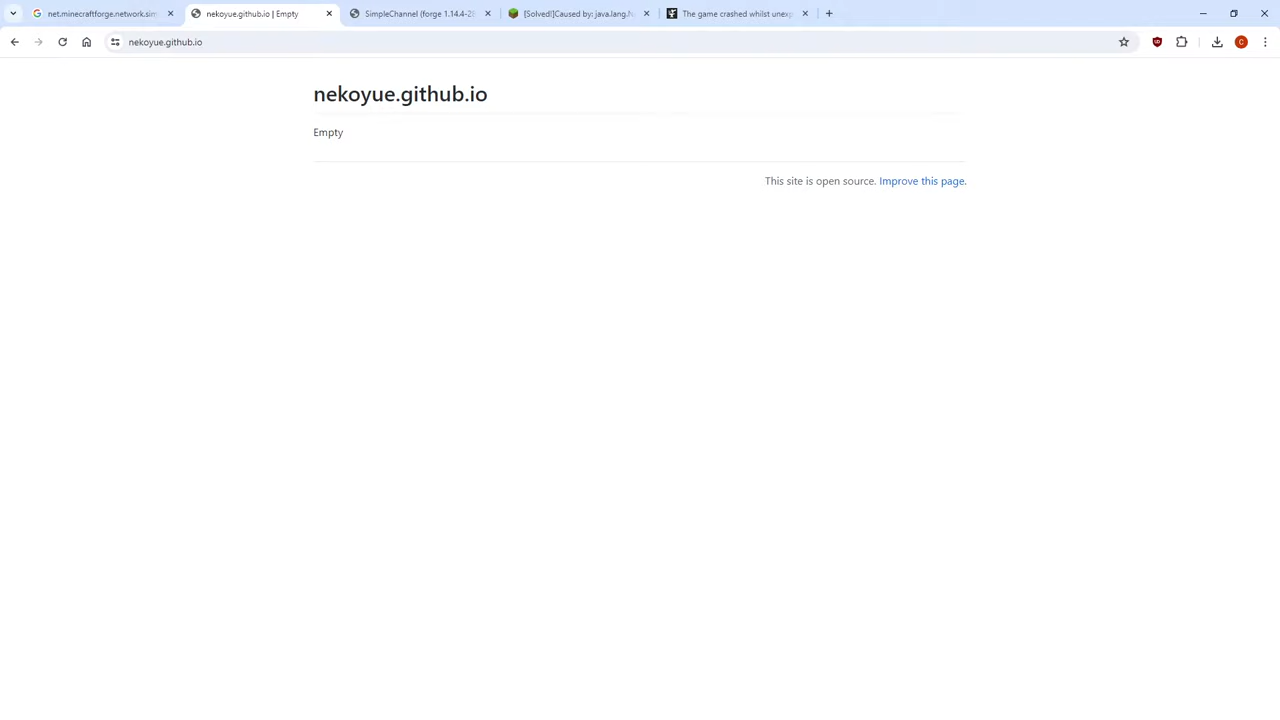 net.minecraftforge.network.sim
nekoyue.github.io | Empty
SimpleChannel (forge 1.14.4-28
[Solved!]Caused by: java.lang.N
The game crashed whilst unexp
nekoyue.github.io
C
nekoyue.github.io
Empty
This site is open source. Improve this page.